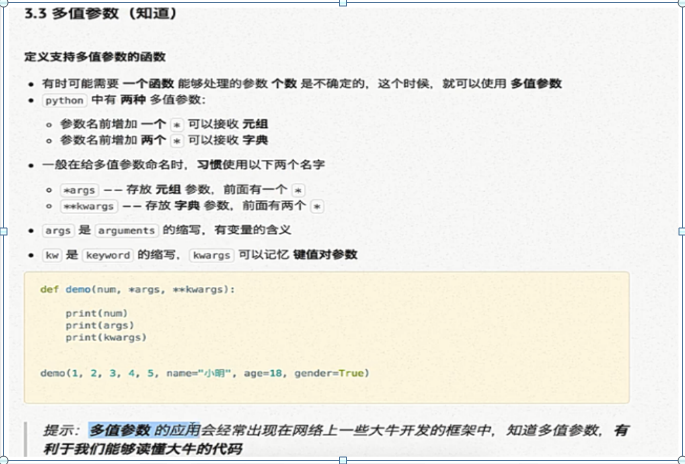 3.3 多值参数（知道）
定义支持多值参数的函数
• 有时可能需要 一个函数 能够处理的参数 个数 是不确定的，这个时候，就可以使用 多值参数
• python 中有 两种 多值参数：
◦ 参数名前增加 一个 * 可以接收 元组
◦ 参数名前增加 两个 * 可以接收 字典
• 一般在给多值参数命名时，习惯使用以下两个名字
◦ *args —— 存放 元组 参数，前面有一个 *
◦ **kwargs —— 存放 字典 参数，前面有两个 *
• args 是 arguments 的缩写，有变量的含义
• kw 是 keyword 的缩写，kwargs 可以记忆 键值对参数
def demo(num, *args, **kwargs):
print(num)
print(args)
print(kwargs)
demo(1, 2, 3, 4, 5, name="小明", age=18, gender=True)
提示：多值参数 的应用会经常出现在网络上一些大牛开发的框架中，知道多值参数，有
利于我们能够读懂大牛的代码